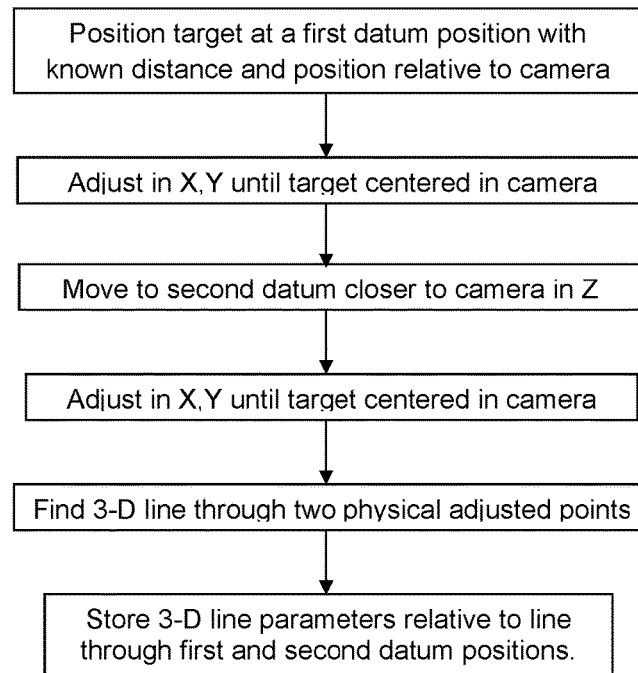 Position target at a first datum position with
known distance and position relative to camera
Adjust in X,Y until target centered in camera
Move to second datum closer to camera in Z
Adjust in X,Y until target centered in camera
Find 3-D line through two physical adjusted points
Store 3-D line parameters relative to line
through first and second datum positions.